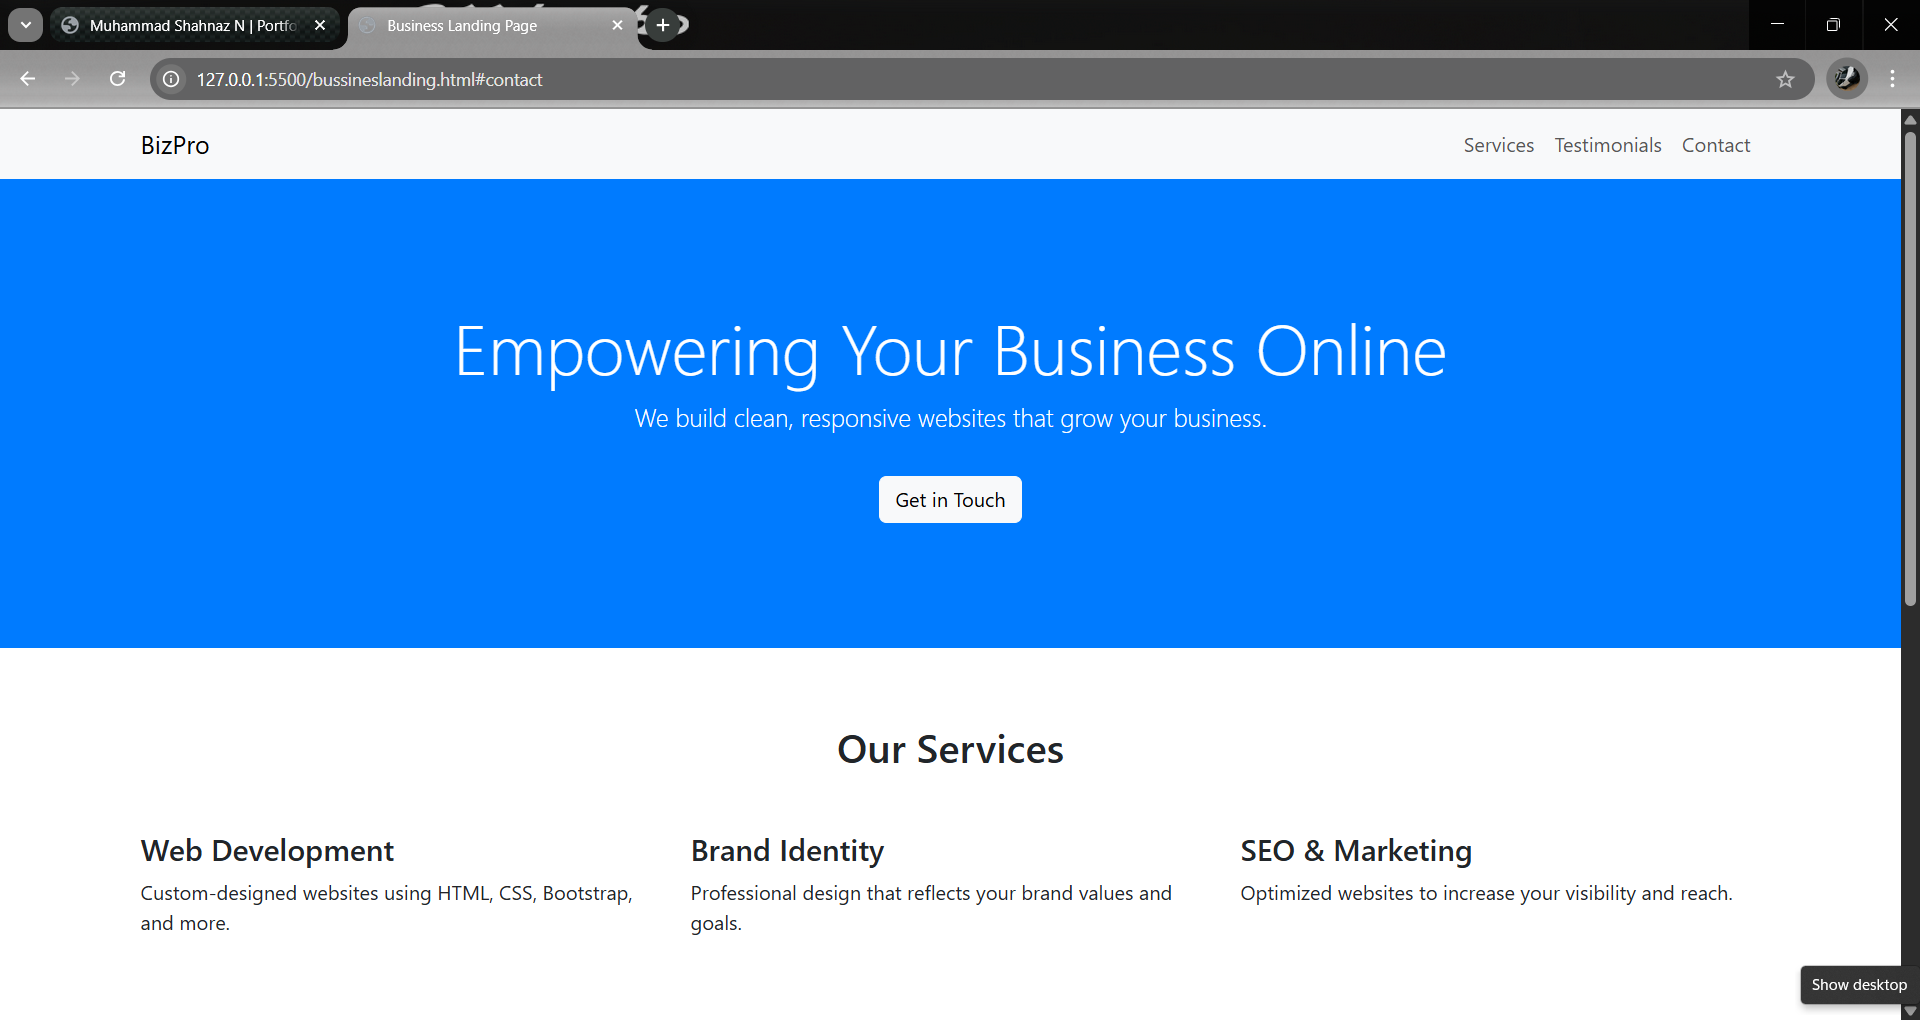 Muhammad Shahnaz N | Portfo
Business Landing Page
127.0.0.1:5500/bussineslanding.html#contact
BizPro
Services Testimonials Contact
Empowering Your Business Online
We build clean, responsive websites that grow your business.
Get in Touch
Our Services
Web Development
Custom-designed websites using HTML, CSS, Bootstrap,
and more.
Brand Identity
Professional design that reflects your brand values and
goals.
SEO & Marketing
Optimized websites to increase your visibility and reach.
Show desktop